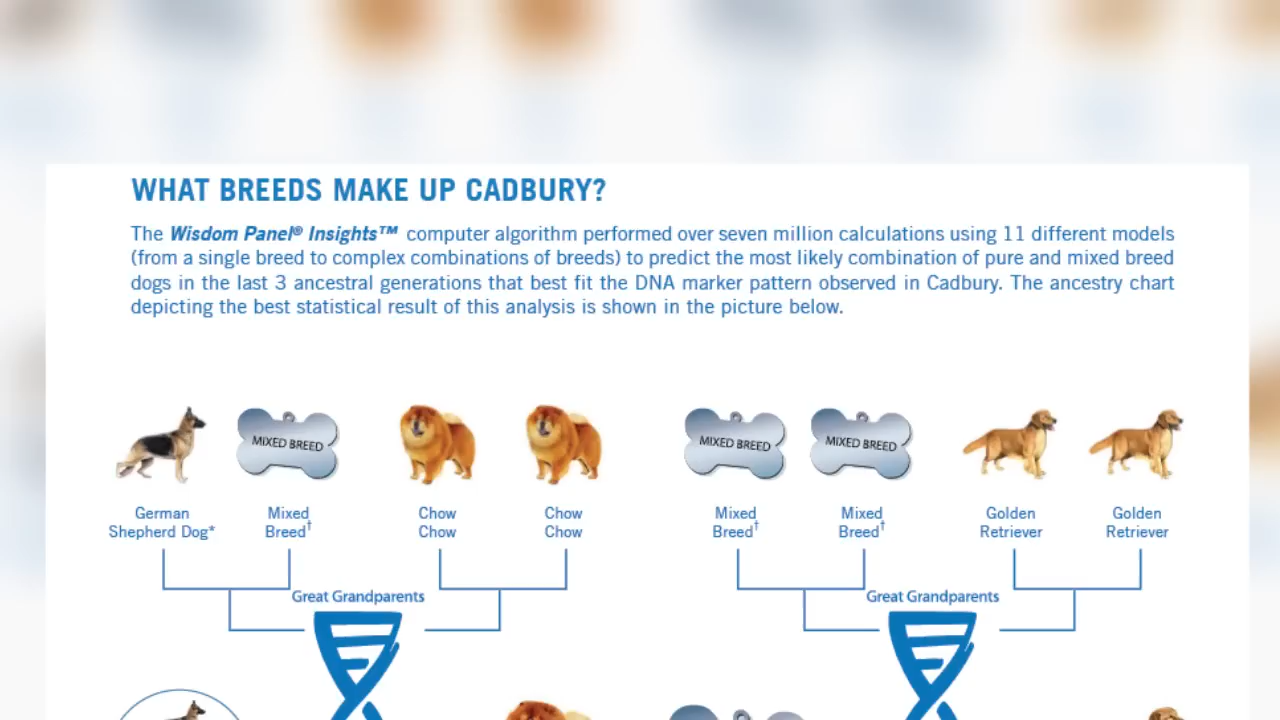 WHAT BREEDS MAKE UP CADBURY?
The Wisdom Panel® Insights™ computer algorithm performed over seven million calculations using 11 different models
(from a single breed to complex combinations of breeds) to predict the most likely combination of pure and mixed breed
dogs in the last 3 ancestral generations that best fit the DNA marker pattern observed in Cadbury. The ancestry chart
depicting the best statistical result of this analysis is shown in the picture below.
MIXED BREED
MIXED BREED
MIXED BREED
German
Shepherd Dog*
Mixed
Breed†
Chow
Chow
Chow
Chow
Mixed
Breed†
Mixed
Breed†
Golden
Retriever
Golden
Retriever
Great Grandparents
Great Grandparents